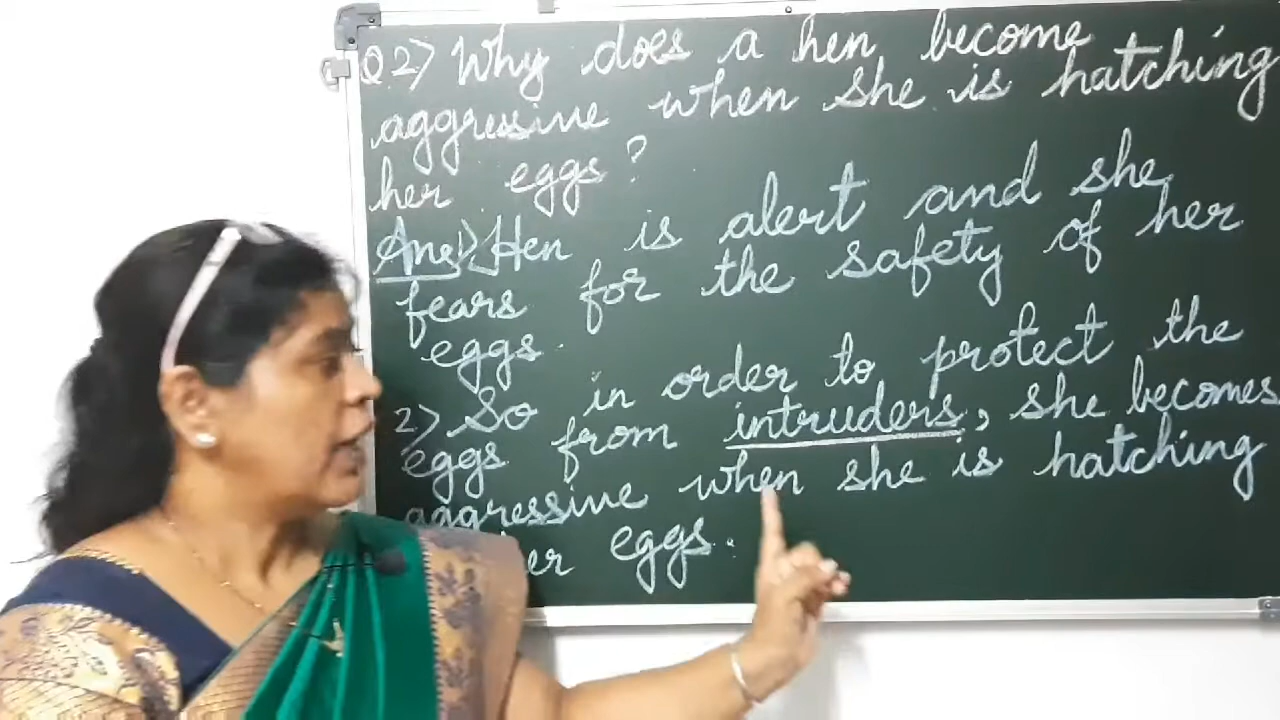 Q.2) Why does a hen become
aggressive when she is hatching
her eggs?
Ans) Hen is alert and she
fears for the safety of her
eggs.
2) So in order to protect the
eggs from intruders, she becomes
aggressive when she is hatching
eggs.